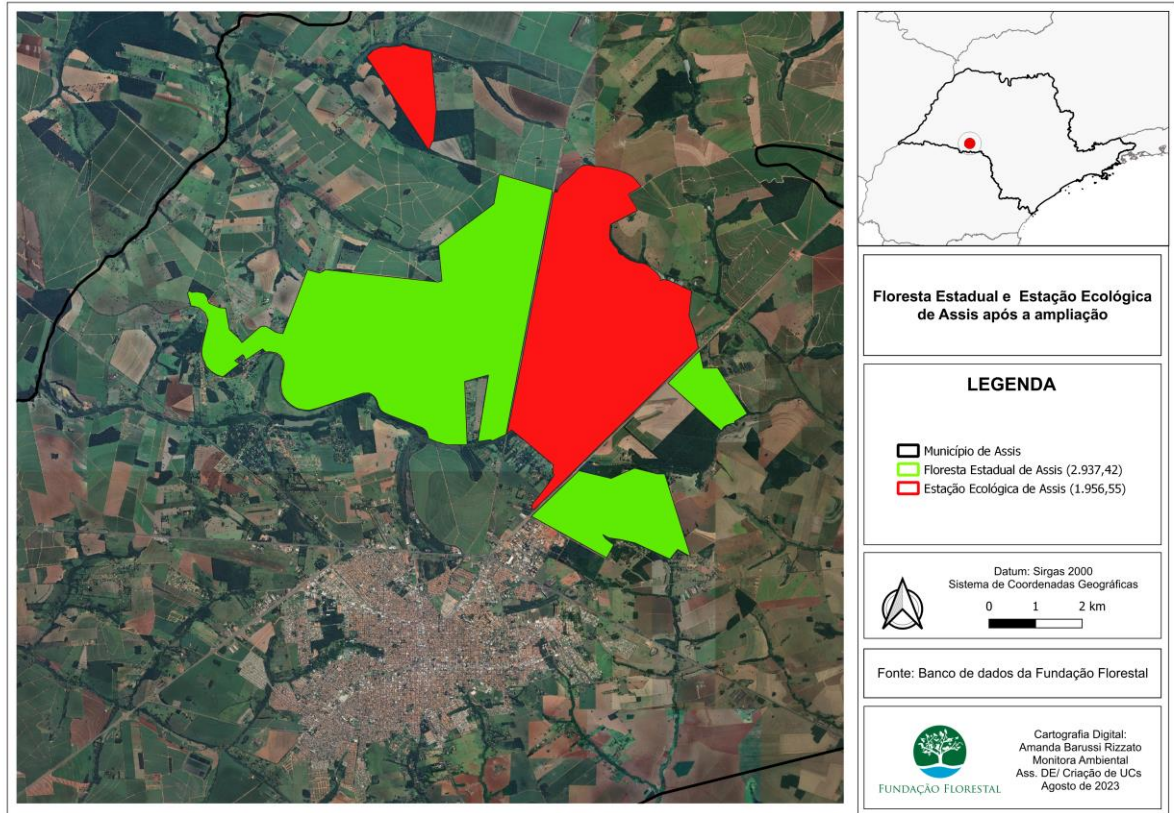 Floresta Estadual e Estação Ecológica
de Assis após a ampliação
LEGENDA
Município de Assis
Floresta Estadual de Assis (2.937,42)
Estação Ecológica de Assis (1.956,55)
Datum: Sirgas 2000
Sistema de Coordenadas Geográficas
0 1 2 km
Fonte: Banco de dados da Fundação Florestal
FUNDAÇÃO FLORESTAL
Cartografia Digital:
Amanda Barussi Rizzato
Monitora Ambiental
Ass. DE/ Criação de UCs
Agosto de 2023